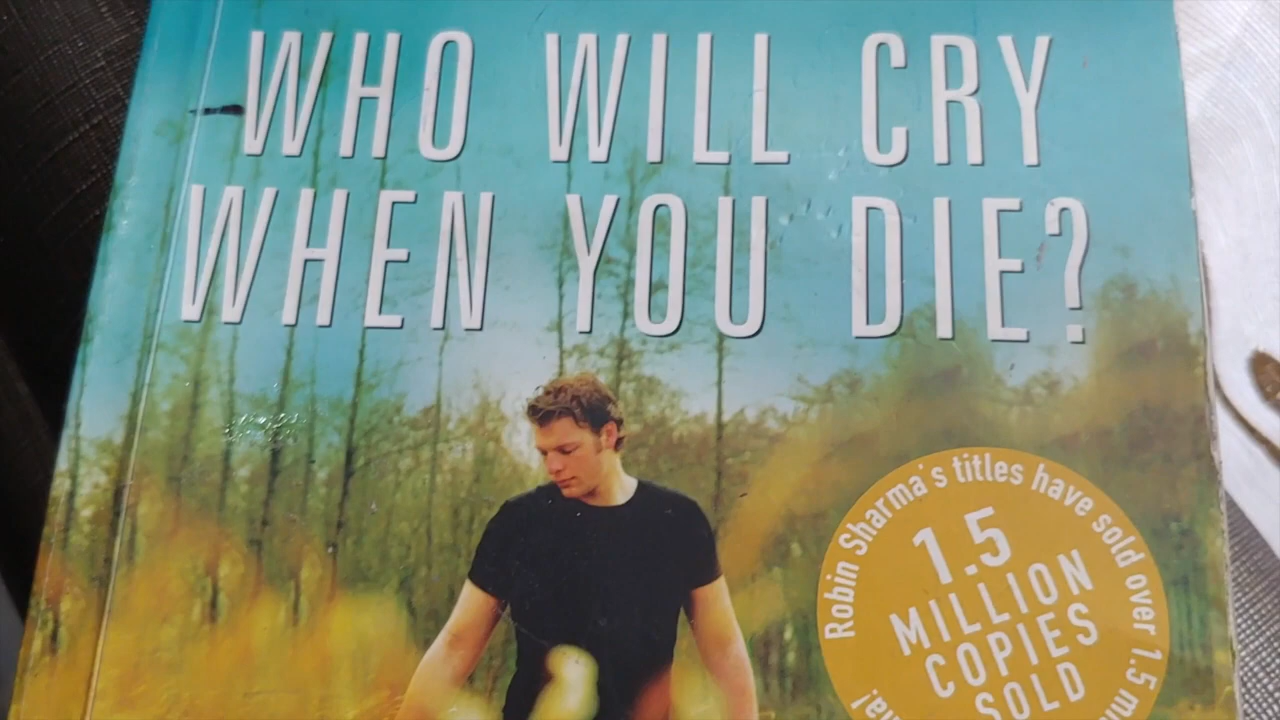 WHO WILL CRY
WHEN YOU DIE?
Robin Sharma's titles have sold over 1.5
1.5
MILLION
COPIES
SOLD